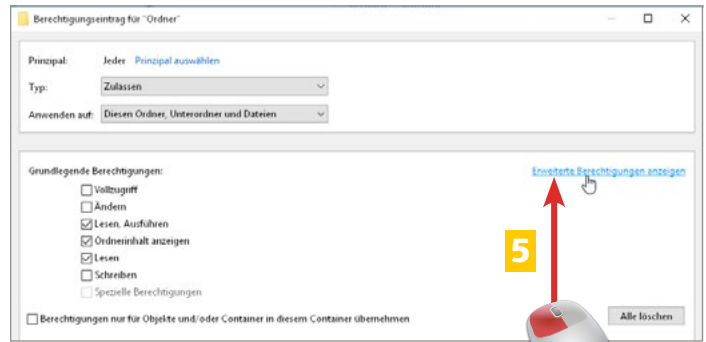 Berechtigungseintrag für "Ordner"
Prinzipal: Jeder Prinzipal auswählen
Typ: Zulassen
Anwenden auf: Diesen Ordner, Unterordner und Dateien
Grundlegende Berechtigungen: Erweiterte Berechtigungen anzeigen
Vollzugriff
Ändern
Lesen, Ausführen
Ordnerinhalt anzeigen
Lesen
Schreiben
Spezielle Berechtigungen
5
Berechtigungen nur für Objekte und/oder Container in diesem Container übernehmen
Alle löschen